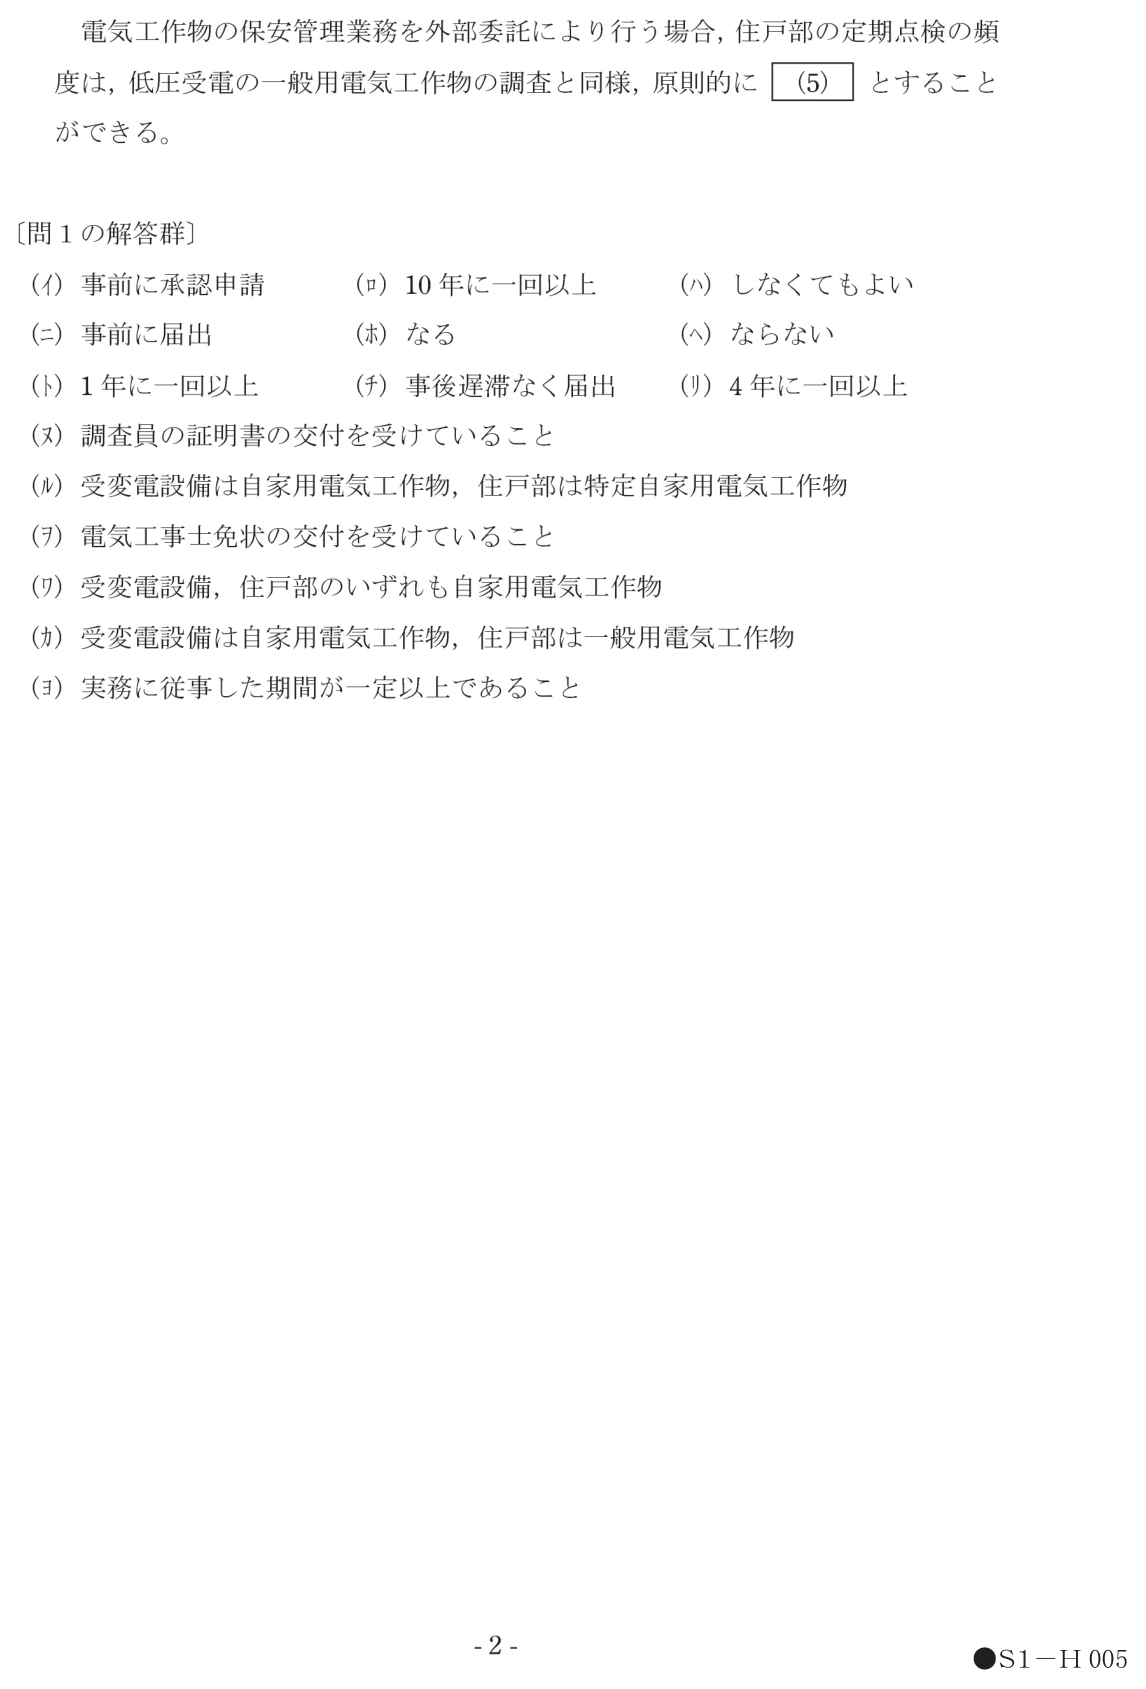 電気工作物の保安管理業務を外部委託により行う場合, 住戸部の定期点検の頻
度は, 低圧受電の一般用電気工作物の調査と同様, 原則的に (5) とすること
ができる。
〔問 1 の解答群〕
(イ) 事前に承認申請 (ロ) 10 年に一回以上 (ハ) しなくてもよい
(ニ) 事前に届出 (ホ) なる (ヘ) ならない
(ト) 1 年に一回以上 (チ) 事後遅滞なく届出 (リ) 4 年に一回以上
(ヌ) 調査員の証明書の交付を受けていること
(ル) 受変電設備は自家用電気工作物, 住戸部は特定自家用電気工作物
(ヲ) 電気工事士免状の交付を受けていること
(ワ) 受変電設備, 住戸部のいずれも自家用電気工作物
(カ) 受変電設備は自家用電気工作物, 住戸部は一般用電気工作物
(ヨ) 実務に従事した期間が一定以上であること
- 2 -
●S1－H 005